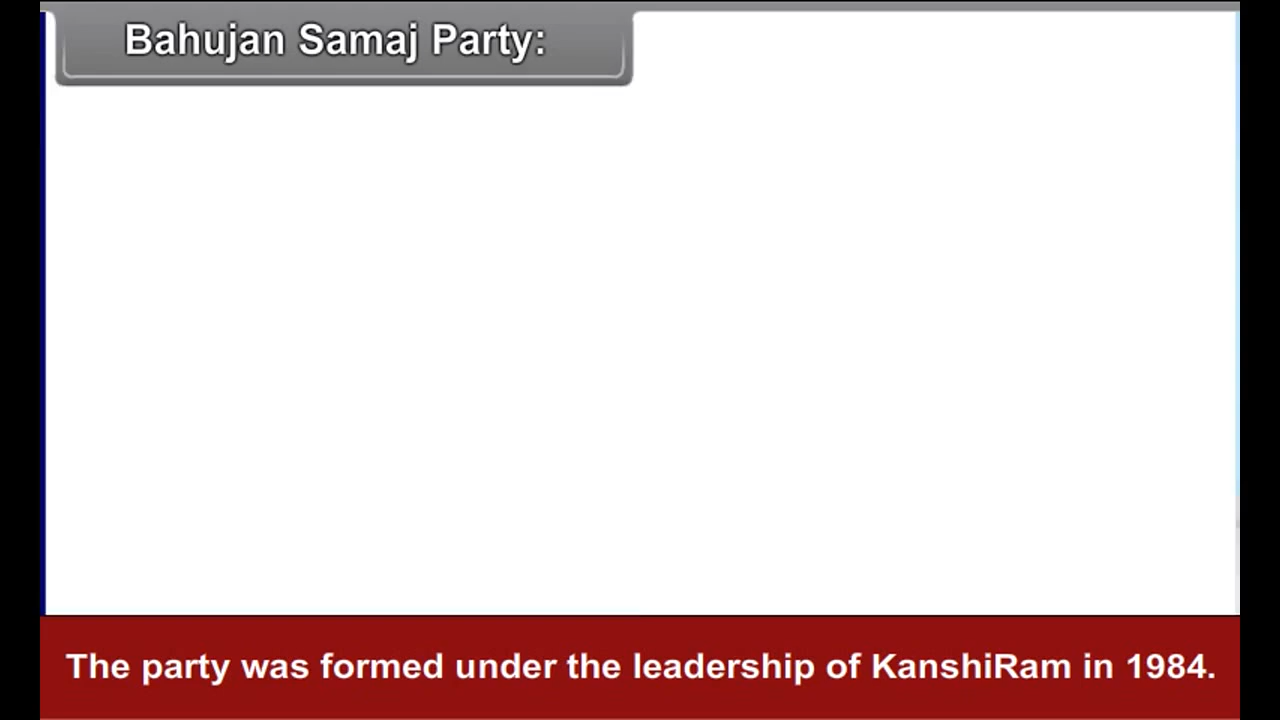 Bahujan Samaj Party:
The party was formed under the leadership of KanshiRam in 1984.